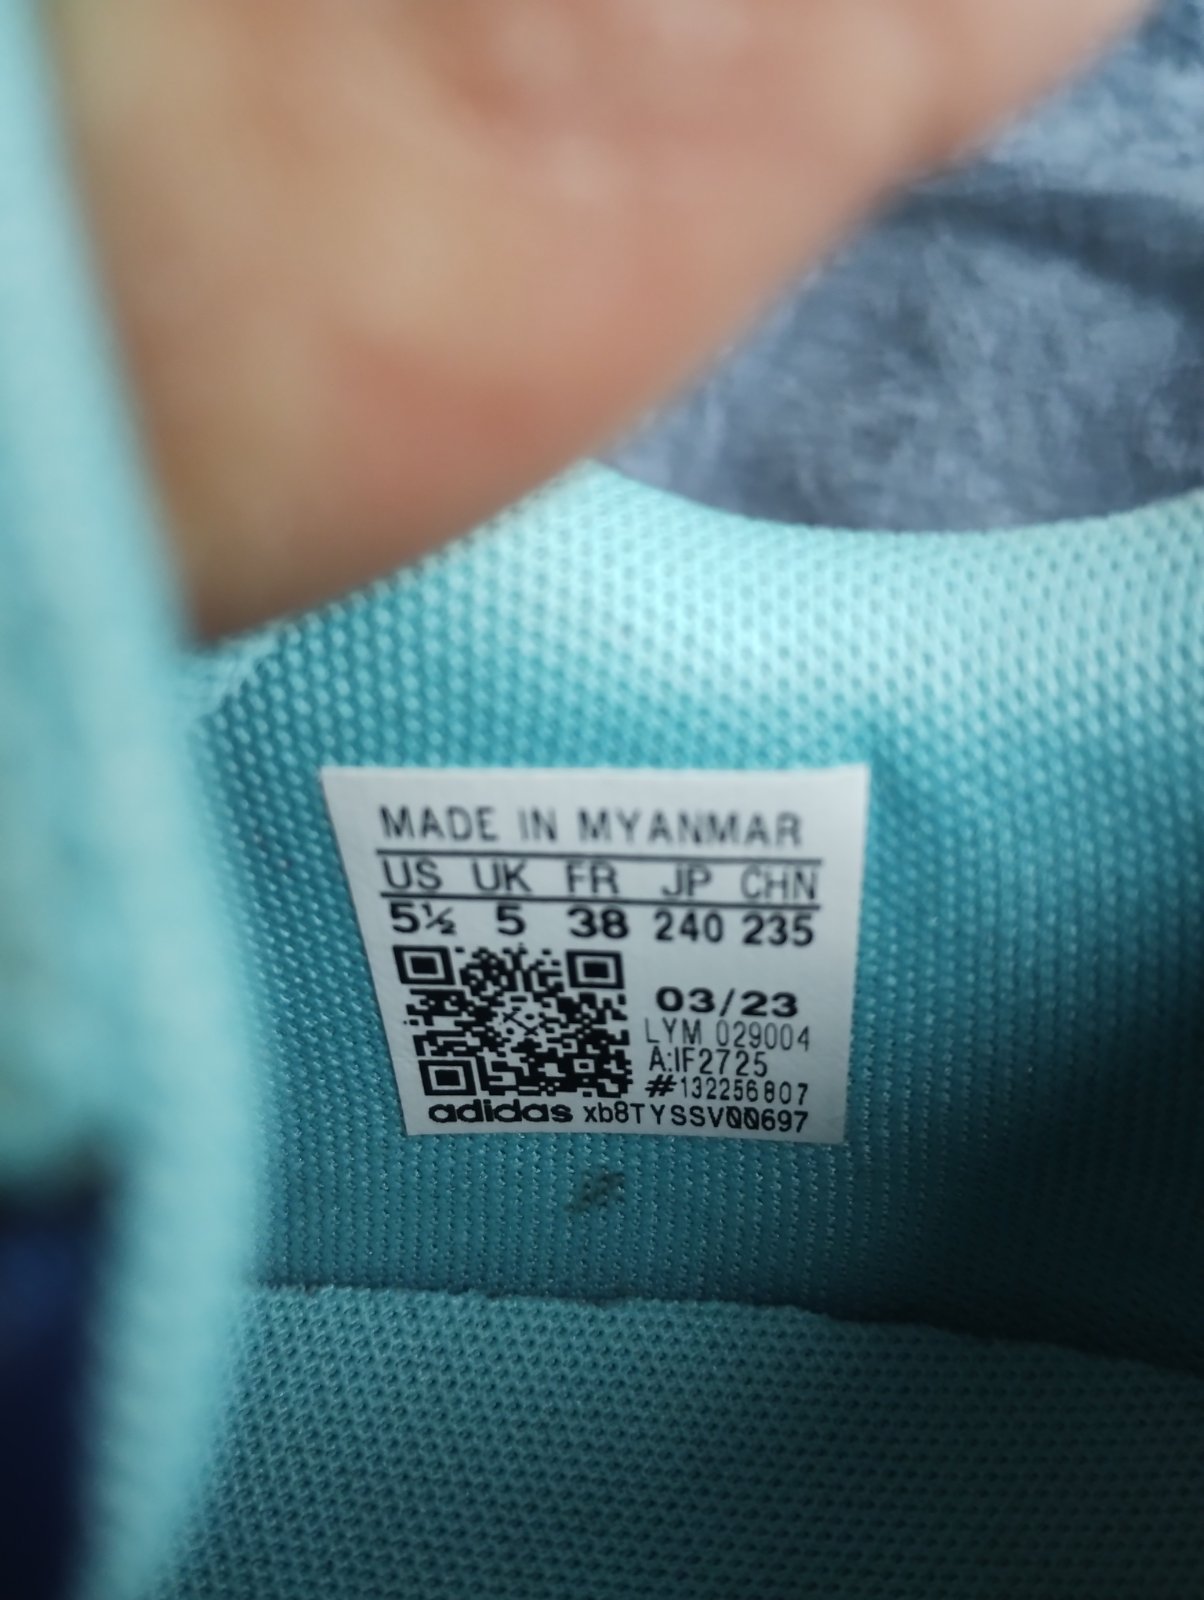 MADE IN MYANMAR
US UK FR JP CHN
5½ 5 38 240 235
03/23
LYM 029004
A:IF2725
#132256807
adidas xb8TYSSV00697